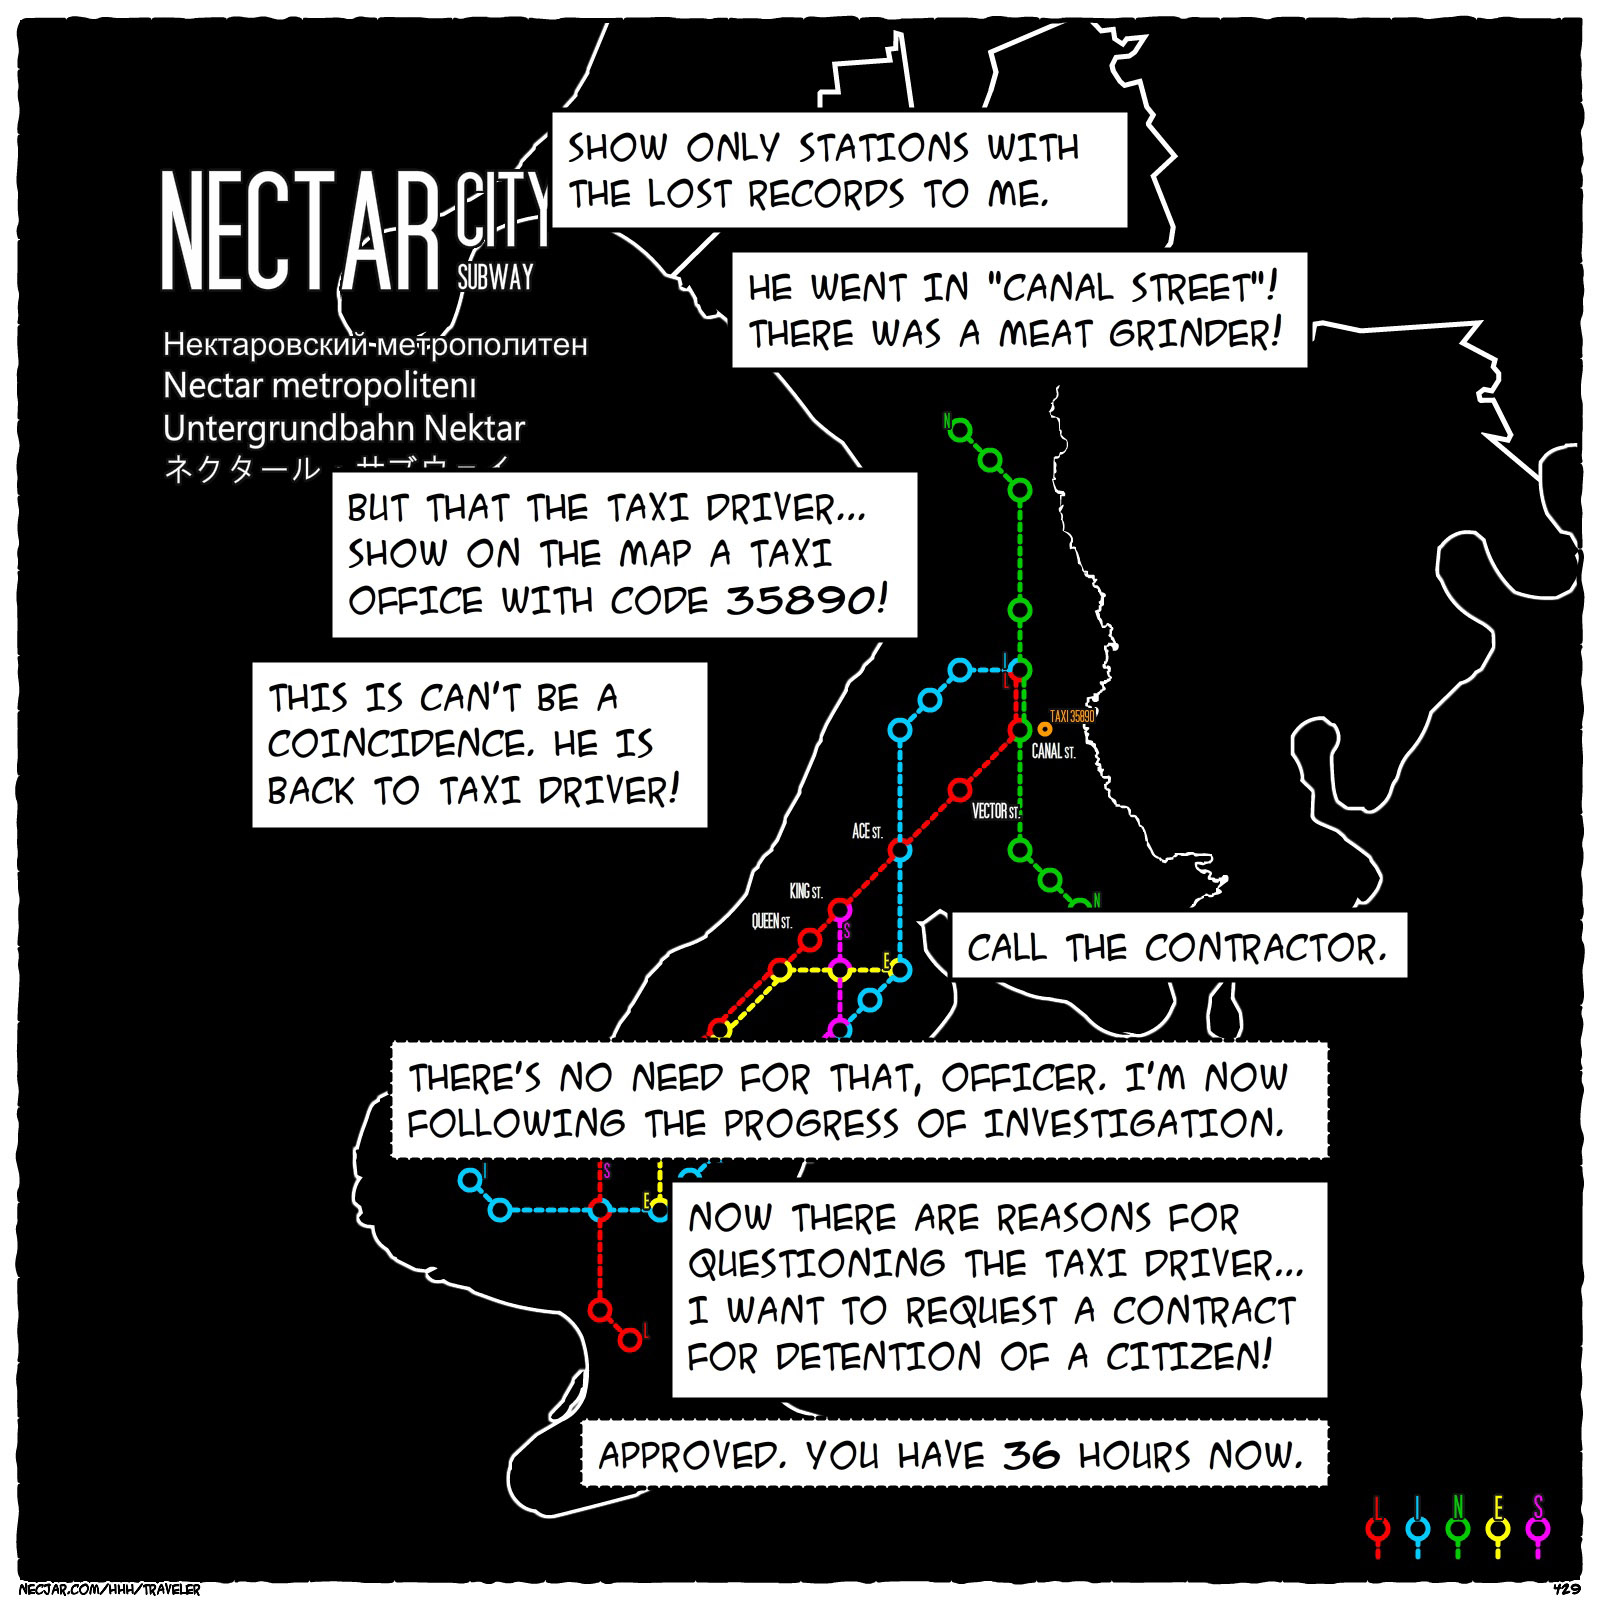 SHOW ONLY STATIONS WITH
THE LOST RECORDS TO ME.
NECTAR CITY
SUBWAY
HE WENT IN "CANAL STREET"!
THERE WAS A MEAT GRINDER!
Нектаровский-метрополитен
Nectar metropolitenı
Untergrundbahn Nektar
ネクタール・サブウェイ
N
BUT THAT THE TAXI DRIVER...
SHOW ON THE MAP A TAXI
OFFICE WITH CODE 35890!
THIS IS CAN'T BE A
COINCIDENCE. HE IS
BACK TO TAXI DRIVER!
I
L
TAXI 35890
CANAL ST.
VECTOR ST.
ACE ST.
KING ST.
QUEEN ST.
S
E
N
CALL THE CONTRACTOR.
THERE'S NO NEED FOR THAT, OFFICER. I'M NOW
FOLLOWING THE PROGRESS OF INVESTIGATION.
I
S
E
NOW THERE ARE REASONS FOR
QUESTIONING THE TAXI DRIVER...
I WANT TO REQUEST A CONTRACT
FOR DETENTION OF A CITIZEN!
L
APPROVED. YOU HAVE 36 HOURS NOW.
L I N E S
NECJAR.COM/HHH/TRAVELER
429